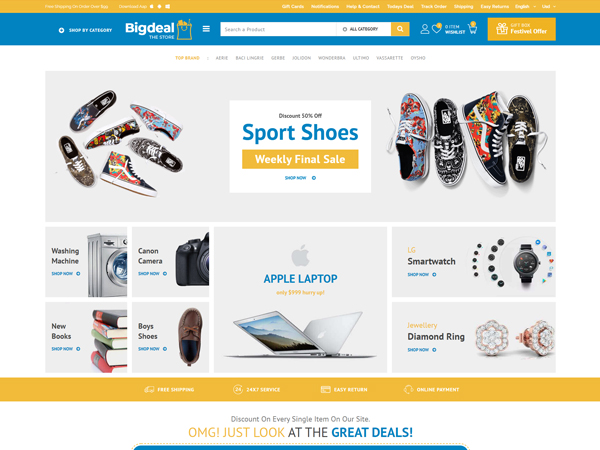 Free Shipping On Order Over $99
Download App
Gift Cards
Notifications
Help & Contact
Todays Deal
Track Order
Shipping
Easy Returns
English
Usd
SHOP BY CATEGORY
Bigdeal
THE STORE
Search a Product
ALL CATEGORY
0 ITEM
WISHLIST
GIFT BOX
Festivel Offer
TOP BRAND
AERIE
BACI LINGRIE
GERBE
JOLIDON
WONDERBRA
ULTIMO
VASSARETTE
OYSHO
Discount 50% Off
Sport Shoes
Weekly Final Sale
SHOP NOW
Washing
Machine
SHOP NOW
Canon
Camera
SHOP NOW
APPLE LAPTOP
only $999 hurry up!
LG
Smartwatch
SHOP NOW
New
Books
SHOP NOW
Boys
Shoes
SHOP NOW
Jewellery
Diamond Ring
SHOP NOW
FREE SHIPPING
24X7 SERVICE
EASY RETURN
ONLINE PAYMENT
Discount On Every Single Item On Our Site.
OMG! JUST LOOK AT THE GREAT DEALS!